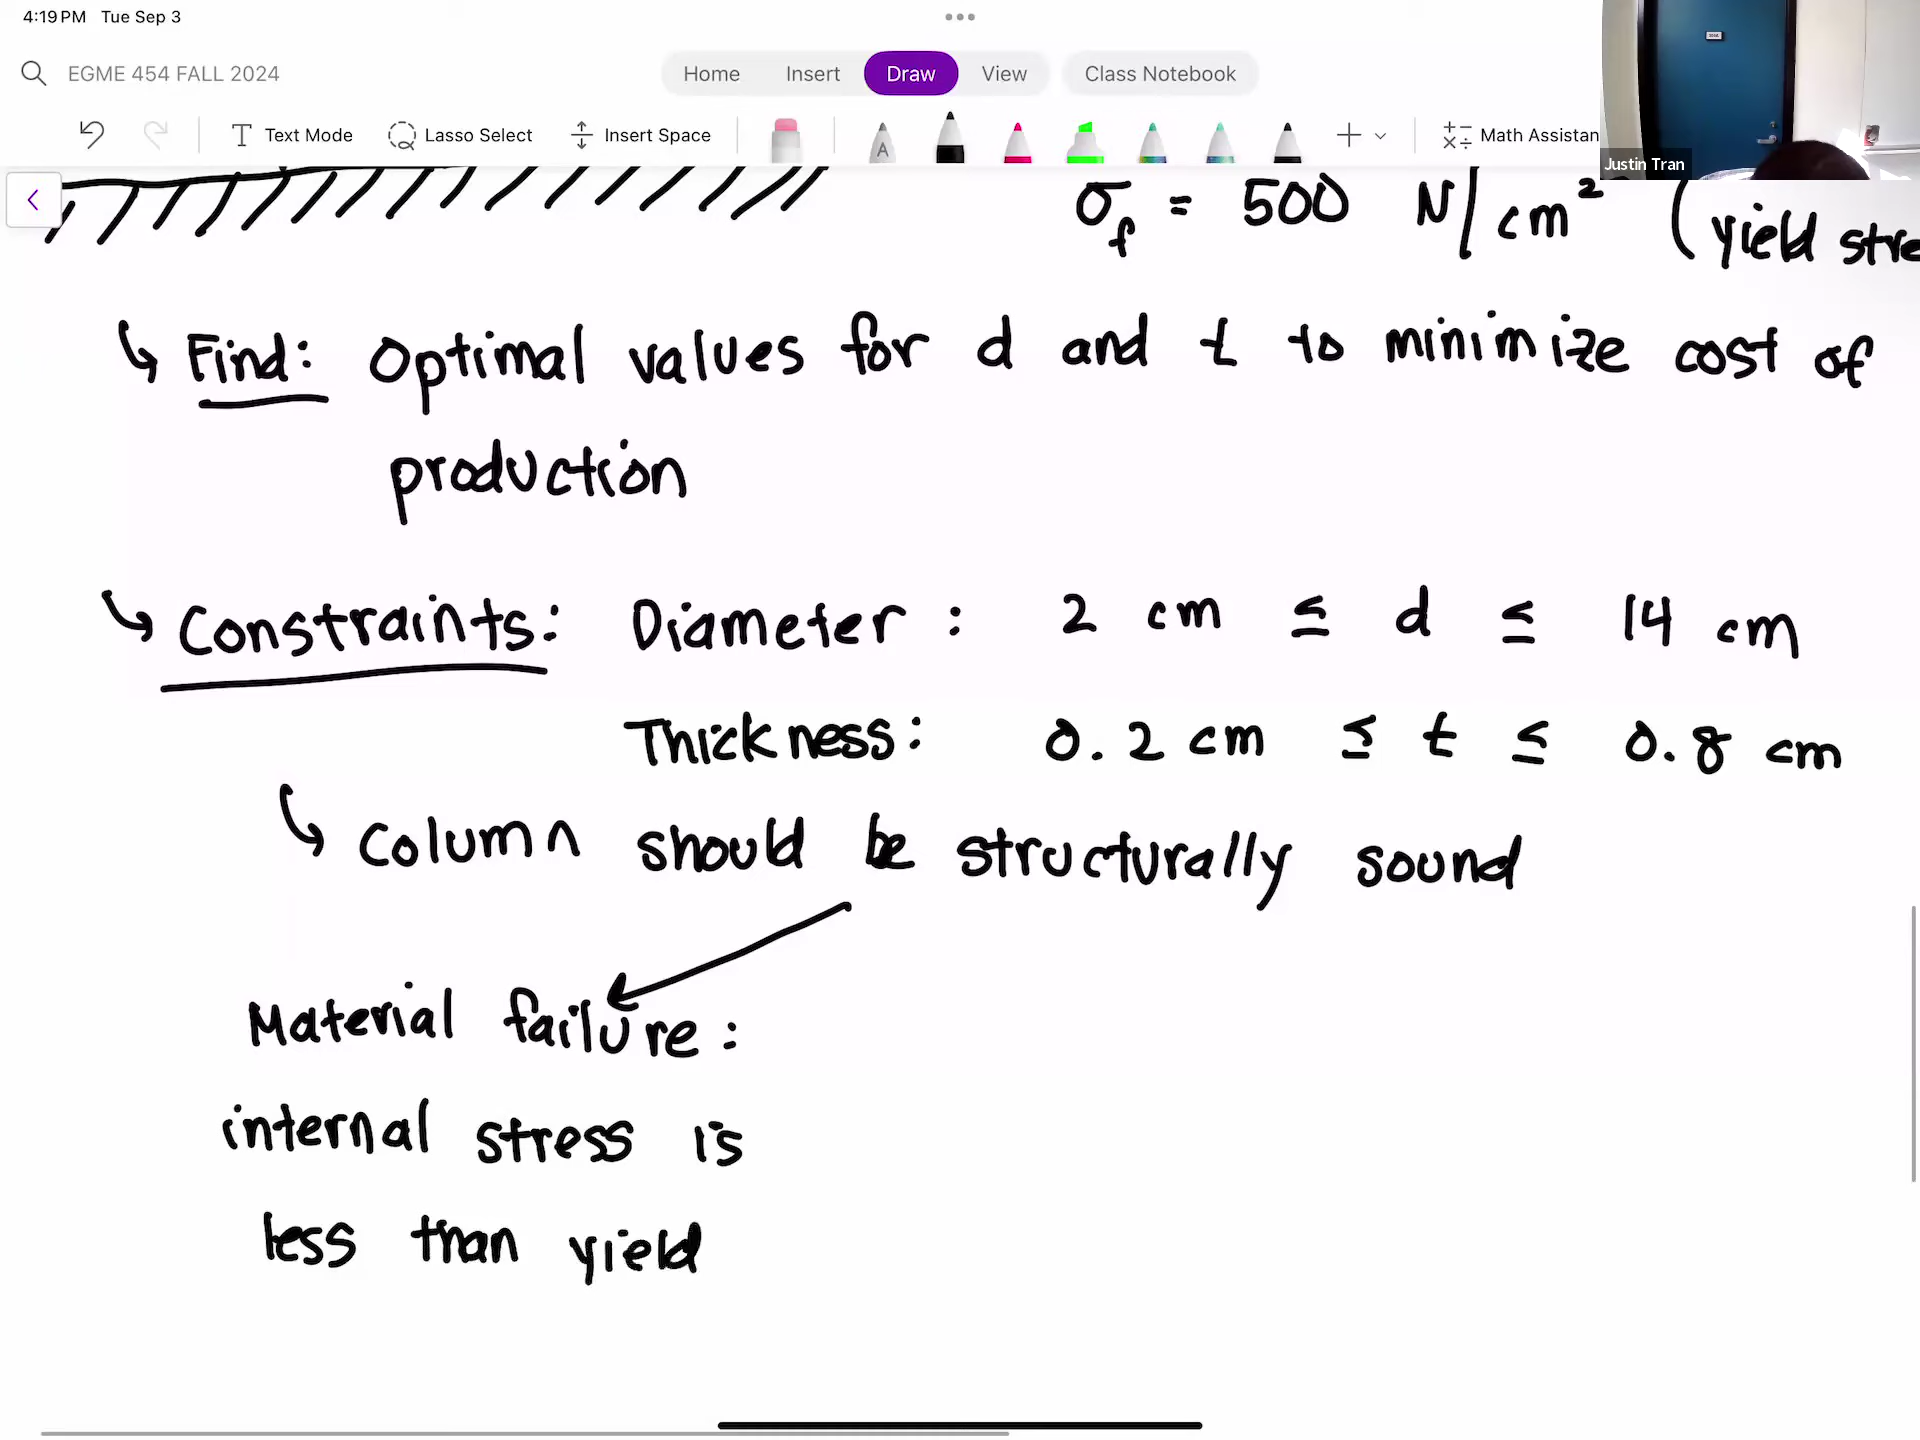 4:19 PM Tue Sep 3
EGME 454 FALL 2024
Home Insert Draw View Class Notebook
Text Mode Lasso Select Insert Space Math Assistan
Justin Tran
σf = 500 N/cm² (yield stre
↳ Find: Optimal values for d and t to minimize cost of
production
↳ Constraints: Diameter: 2 cm ≤ d ≤ 14 cm
Thickness: 0.2 cm ≤ t ≤ 0.8 cm
↳ Column should be structurally sound
Material failure:
internal stress is
less than yield